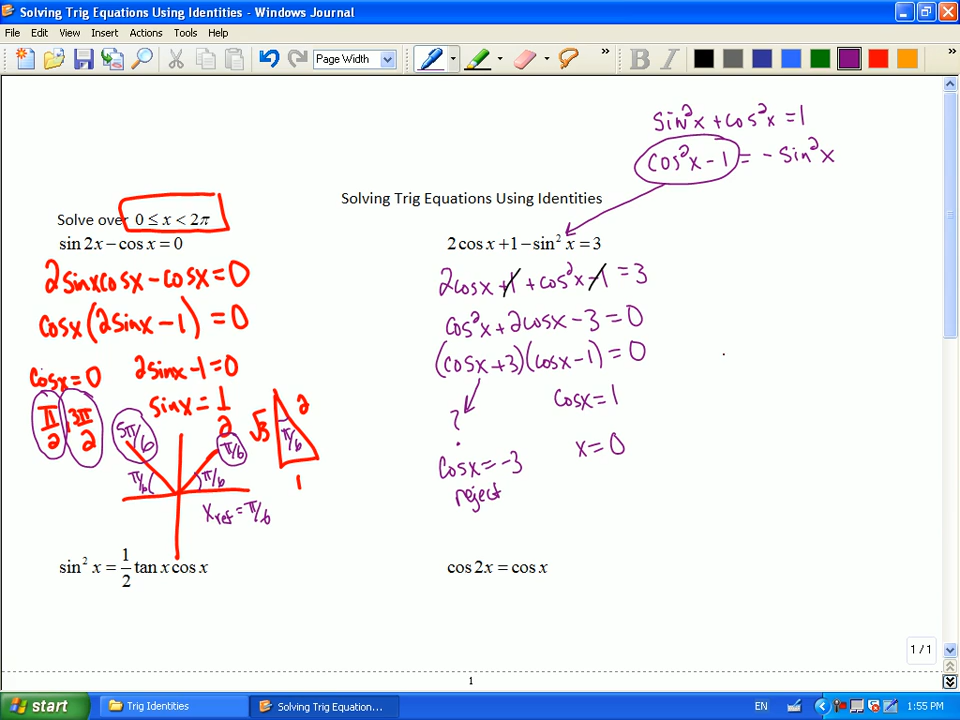 Solving Trig Equations Using Identities - Windows Journal
File Edit View Insert Actions Tools Help
Page Width
B I
sin²x + cos²x = 1
cos²x - 1 = - sin²x
Solving Trig Equations Using Identities
Solve over 0 ≤ x < 2π
sin 2x − cos x = 0
2sinxcosx - cosx = 0
cosx(2sinx - 1) = 0
cosx = 0 2sinx - 1 = 0
π/2, 3π/2 sinx = 1/2
5π/6 π/6
π/6 π/6
√3 2 π/6 1
x ref = π/6
2cos x + 1 − sin² x = 3
2cosx + 1 + cos²x - 1 = 3
cos²x + 2cosx - 3 = 0
(cosx + 3)(cosx - 1) = 0
? cosx = 1
cosx = -3 x = 0
reject
sin² x = 1/2 tan x cos x
cos 2x = cos x
1 / 1
1
start Trig Identities Solving Trig Equation... EN 1:55 PM